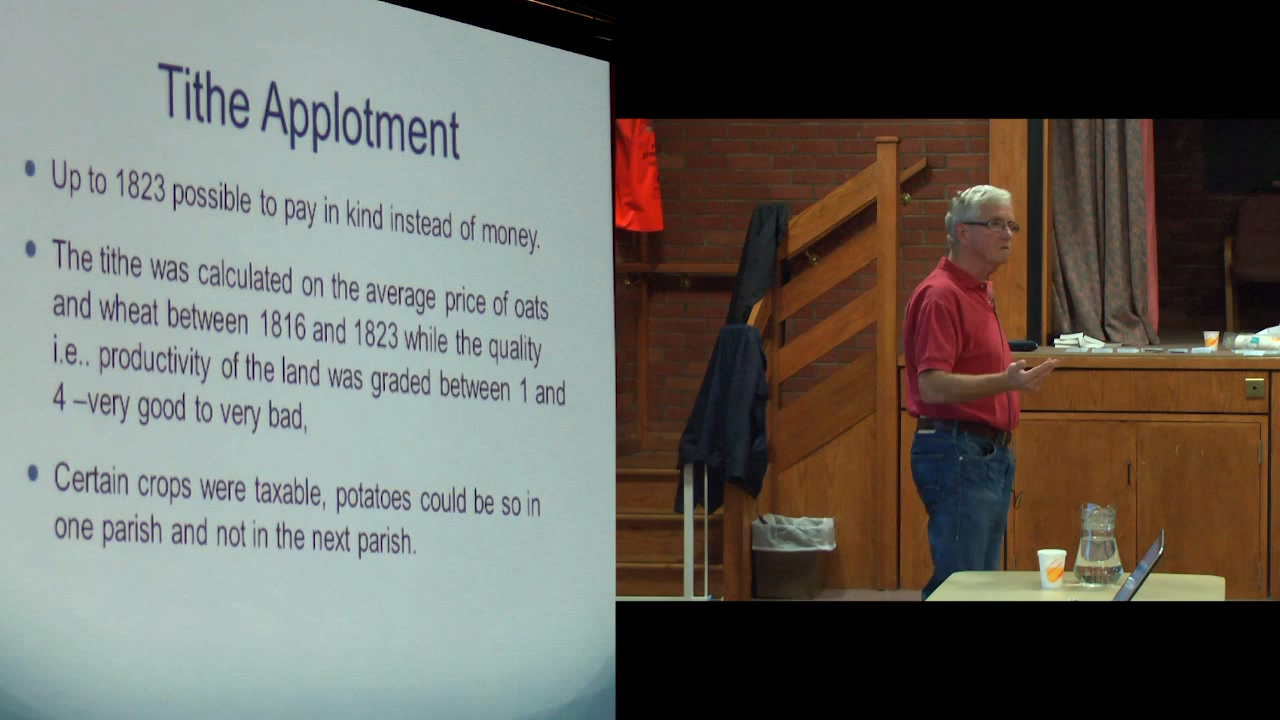 Tithe Applotment
Up to 1823 possible to pay in kind instead of money.
The tithe was calculated on the average price of oats
and wheat between 1816 and 1823 while the quality
i.e.. productivity of the land was graded between 1 and
4 –very good to very bad,
Certain crops were taxable, potatoes could be so in
one parish and not in the next parish.